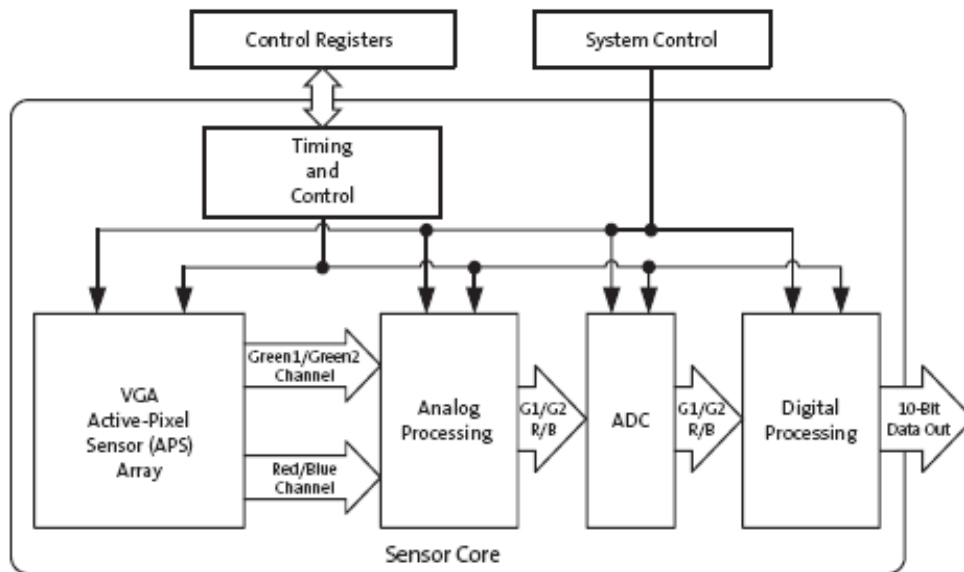 Control Registers
System Control
Timing
and
Control
VGA
Active-Pixel
Sensor (APS)
Array
Green1/Green2
Channel
Red/Blue
Channel
Analog
Processing
G1/G2
R/B
ADC
G1/G2
R/B
Digital
Processing
10-Bit
Data Out
Sensor Core